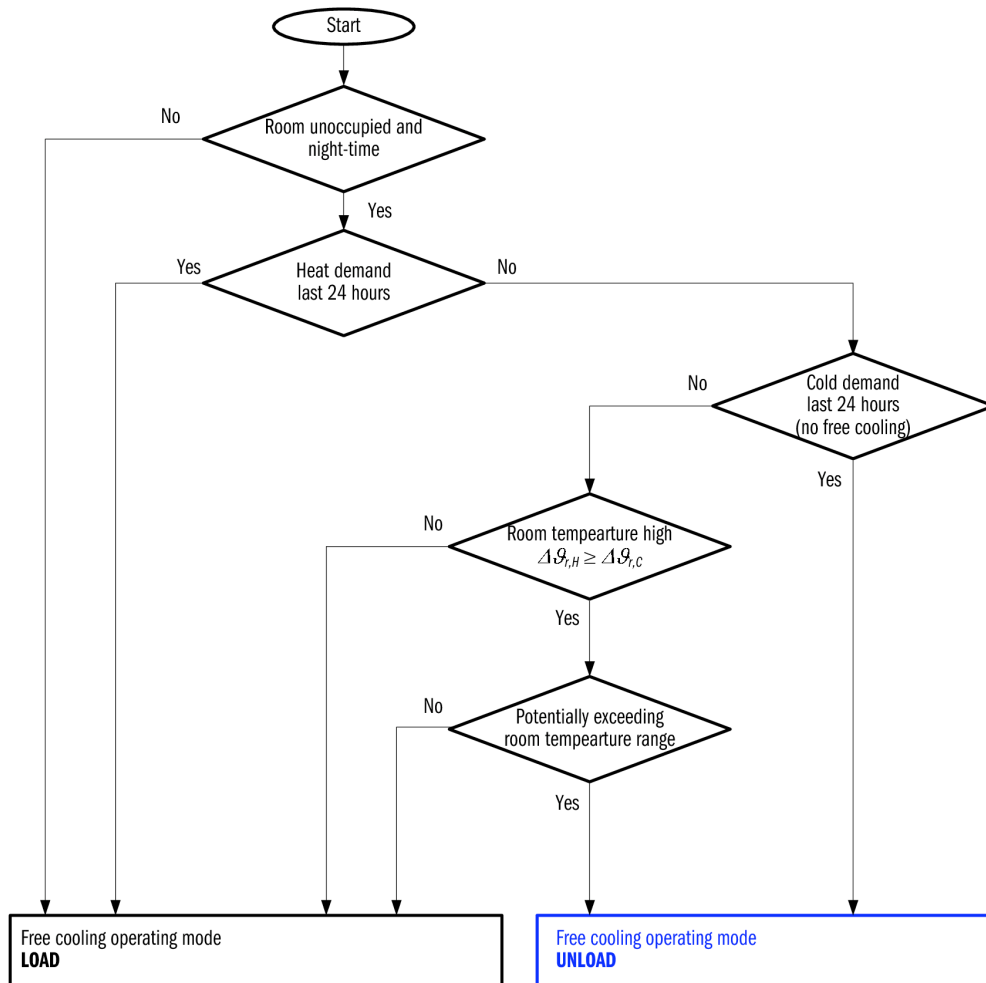 Start
No
Room unoccupied and
night-time
Yes
Yes
Heat demand
last 24 hours
No
No
Cold demand
last 24 hours
(no free cooling)
Yes
No
Room tempearture high
Δϑr,H ≥ Δϑr,C
Yes
No
Potentially exceeding
room tempearture range
Yes
Free cooling operating mode
LOAD
Free cooling operating mode
UNLOAD